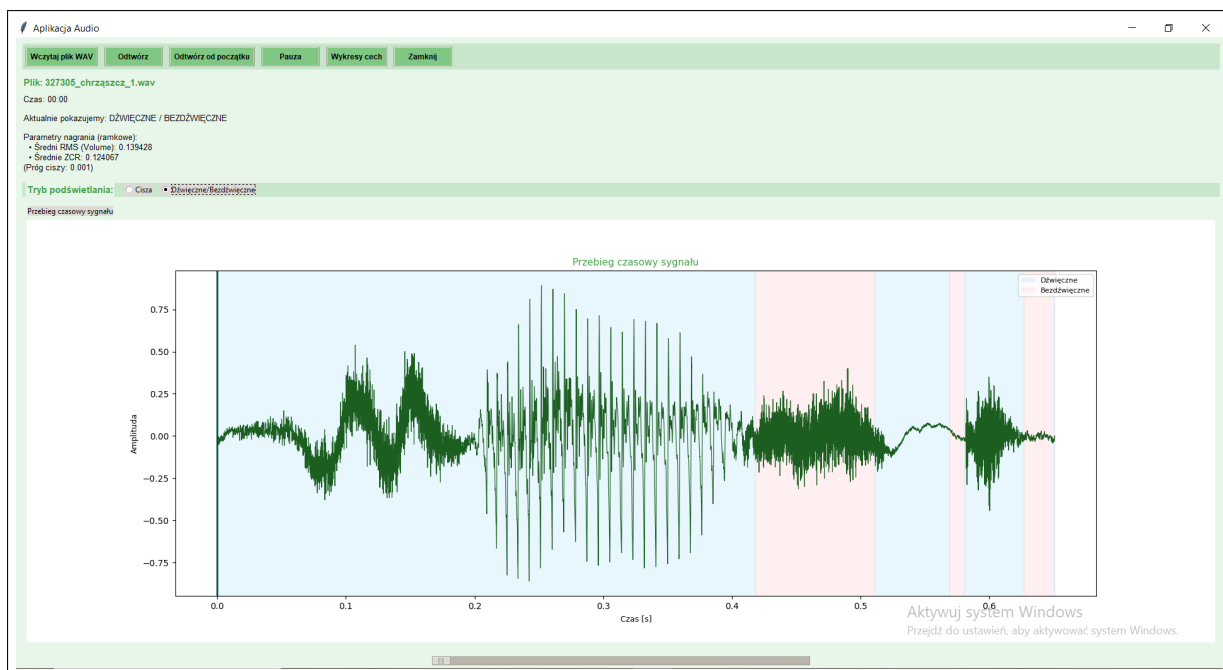 Aplikacja Audio
Wczytaj plik WAV Odtwórz Odtwórz od początku Pauza Wykresy cech Zamknij
Plik: 327305_chrząszcz_1.wav
Czas: 00:00
Aktualnie pokazujemy: DŹWIĘCZNE / BEZDŹWIĘCZNE
Parametry nagrania (ramkowe):
• Średni RMS (Volume): 0.139428
• Średnie ZCR: 0.124067
(Próg ciszy: 0.001)
Tryb podświetlania: Cisza Dźwięczne/Bezdźwięczne
Przebieg czasowy sygnału
Przebieg czasowy sygnału
Dźwięczne
Bezdźwięczne
0.75
0.50
0.25
0.00
−0.25
−0.50
−0.75
Amplituda
0.0 0.1 0.2 0.3 0.4 0.5 0.6
Czas [s]
Aktywuj system Windows
Przejdź do ustawień, aby aktywować system Windows.